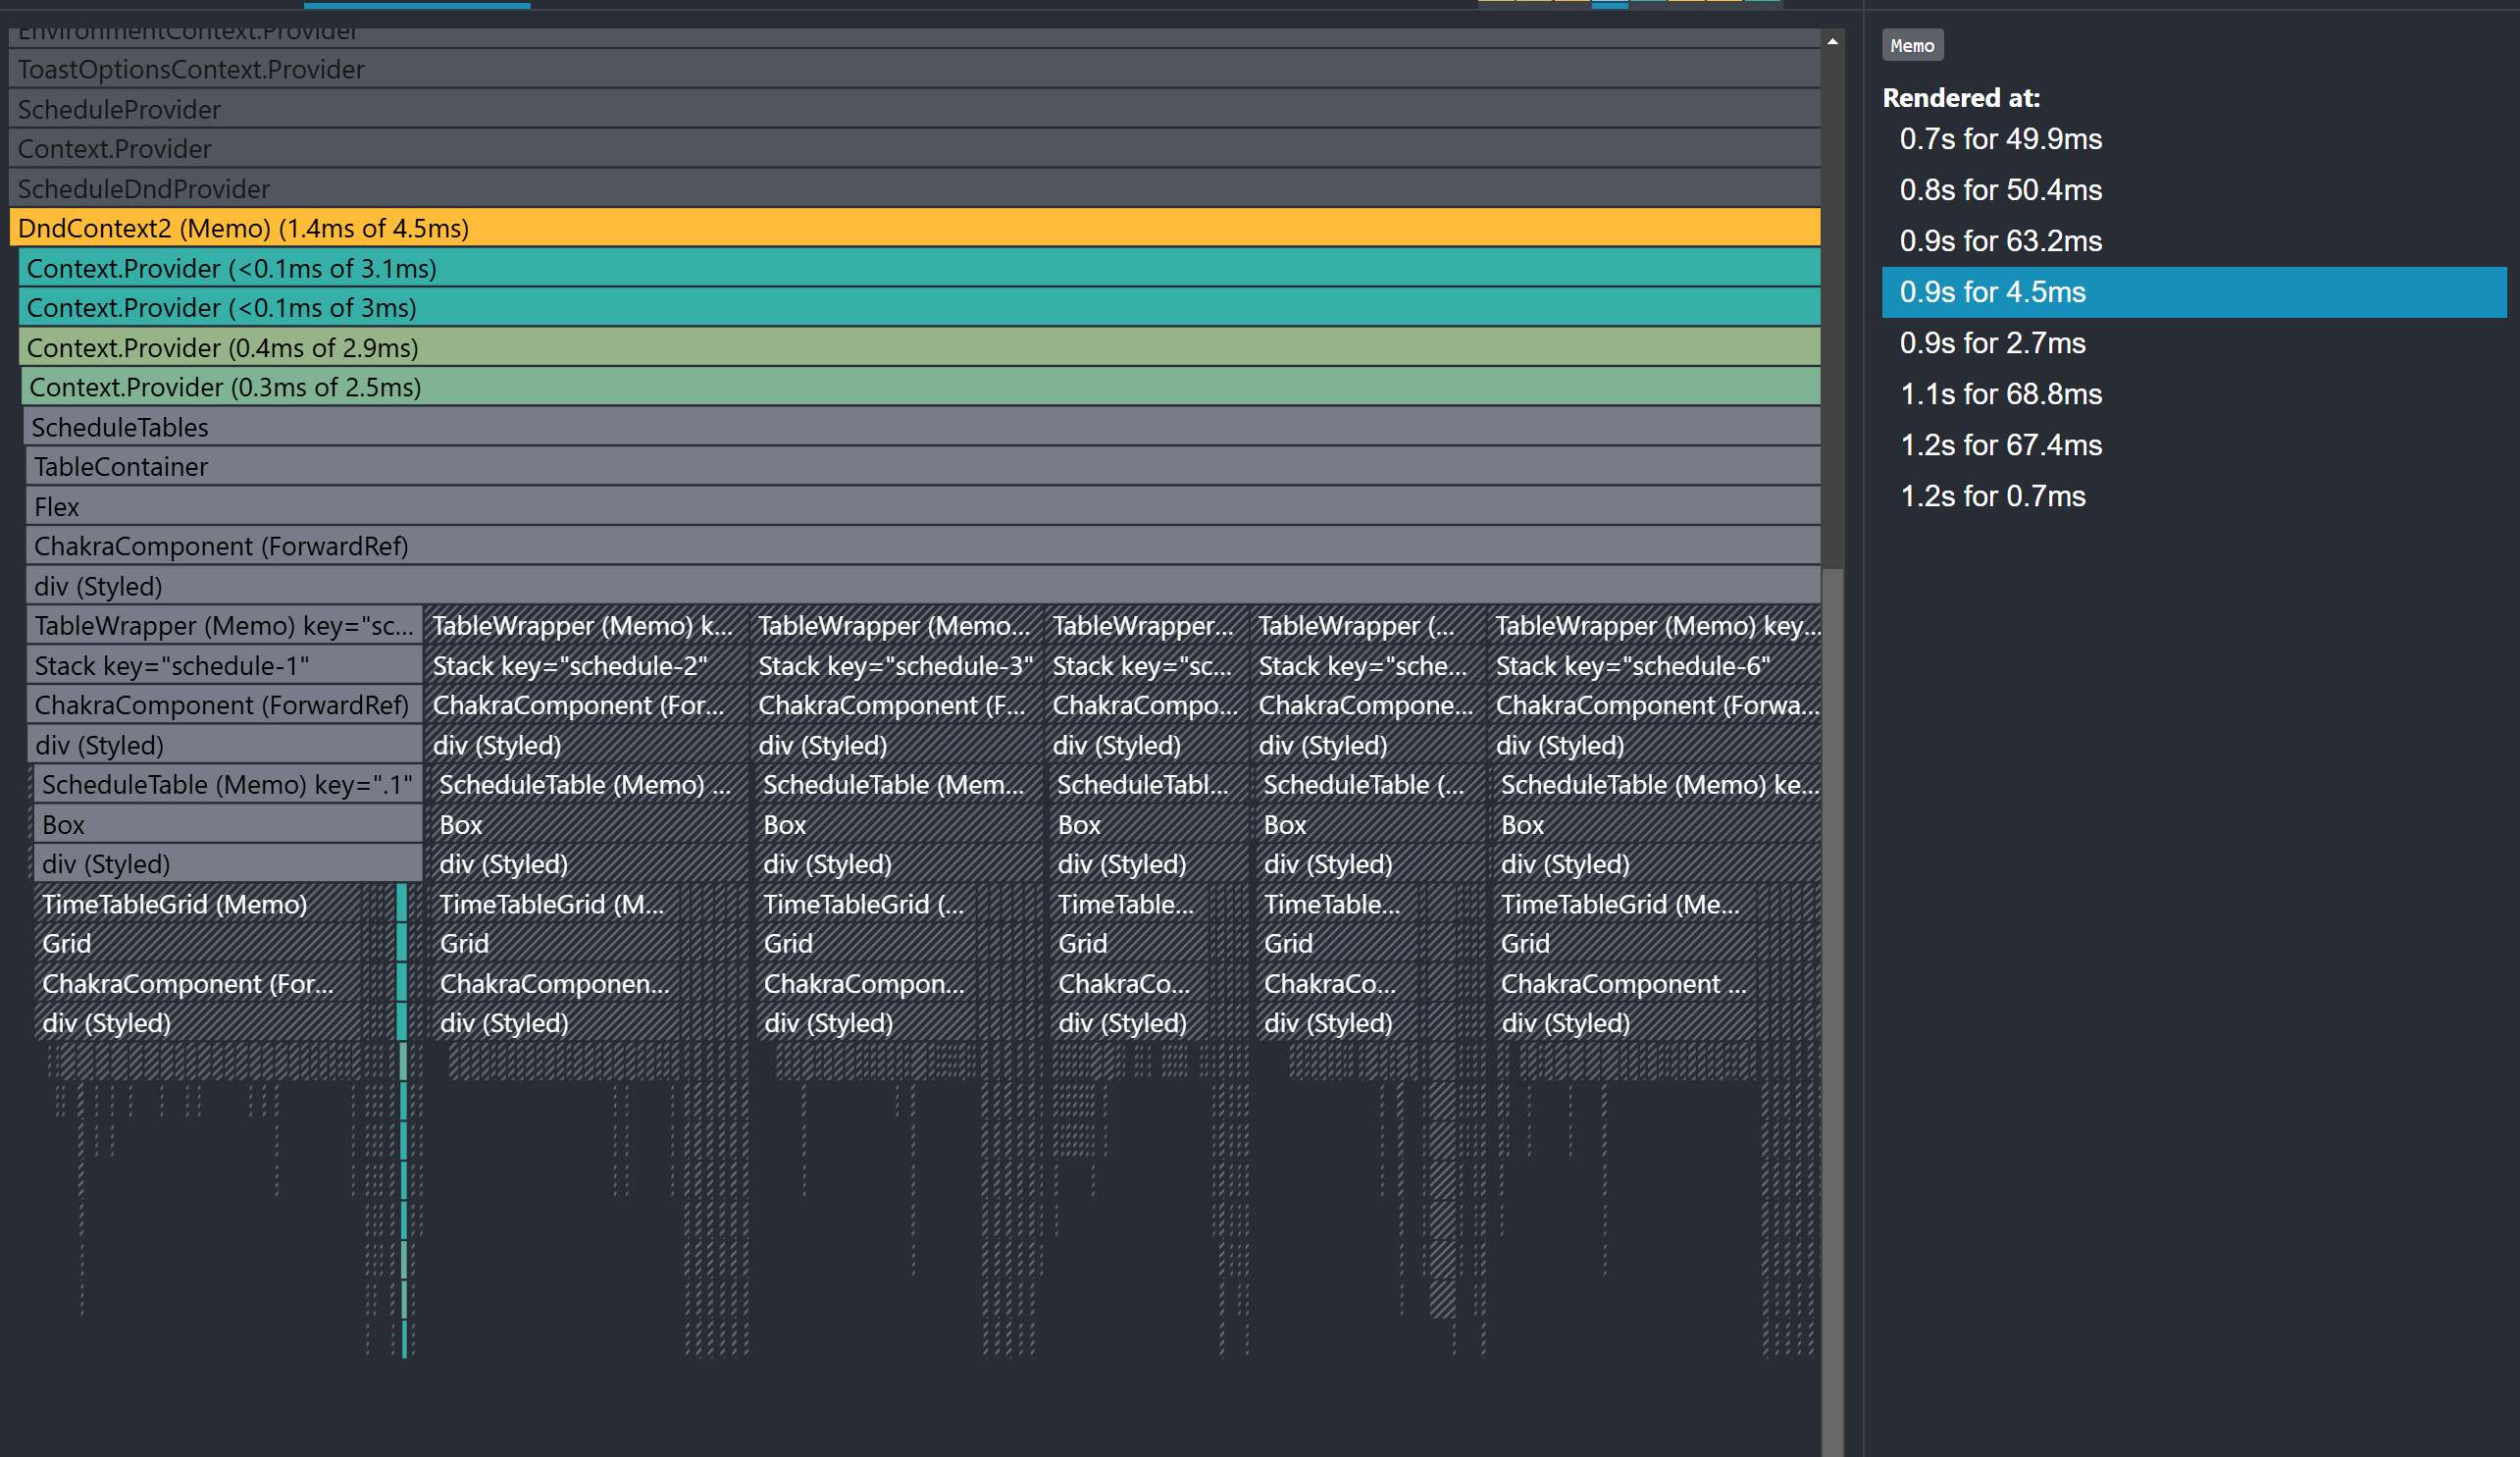 EnvironmentContext.Provider
ToastOptionsContext.Provider
ScheduleProvider
Context.Provider
ScheduleDndProvider
DndContext2 (Memo) (1.4ms of 4.5ms)
Context.Provider (<0.1ms of 3.1ms)
Context.Provider (<0.1ms of 3ms)
Context.Provider (0.4ms of 2.9ms)
Context.Provider (0.3ms of 2.5ms)
ScheduleTables
TableContainer
Flex
ChakraComponent (ForwardRef)
div (Styled)
TableWrapper (Memo) key="sc... TableWrapper (Memo) k... TableWrapper (Memo... TableWrapper... TableWrapper (... TableWrapper (Memo) key...
Stack key="schedule-1" Stack key="schedule-2" Stack key="schedule-3" Stack key="sc... Stack key="sche... Stack key="schedule-6"
ChakraComponent (ForwardRef) ChakraComponent (For... ChakraComponent (F... ChakraCompo... ChakraCompone... ChakraComponent (Forwa...
div (Styled) div (Styled) div (Styled) div (Styled) div (Styled) div (Styled)
ScheduleTable (Memo) key=".1" ScheduleTable (Memo) ... ScheduleTable (Mem... ScheduleTabl... ScheduleTable (... ScheduleTable (Memo) ke...
Box Box Box Box Box Box
div (Styled) div (Styled) div (Styled) div (Styled) div (Styled) div (Styled)
TimeTableGrid (Memo) TimeTableGrid (M... TimeTableGrid (... TimeTable... TimeTable... TimeTableGrid (Me...
Grid Grid Grid Grid Grid Grid
ChakraComponent (For... ChakraComponen... ChakraCompon... ChakraCo... ChakraCo... ChakraComponent ...
div (Styled) div (Styled) div (Styled) div (Styled) div (Styled) div (Styled)
Memo
Rendered at:
0.7s for 49.9ms
0.8s for 50.4ms
0.9s for 63.2ms
0.9s for 4.5ms
0.9s for 2.7ms
1.1s for 68.8ms
1.2s for 67.4ms
1.2s for 0.7ms